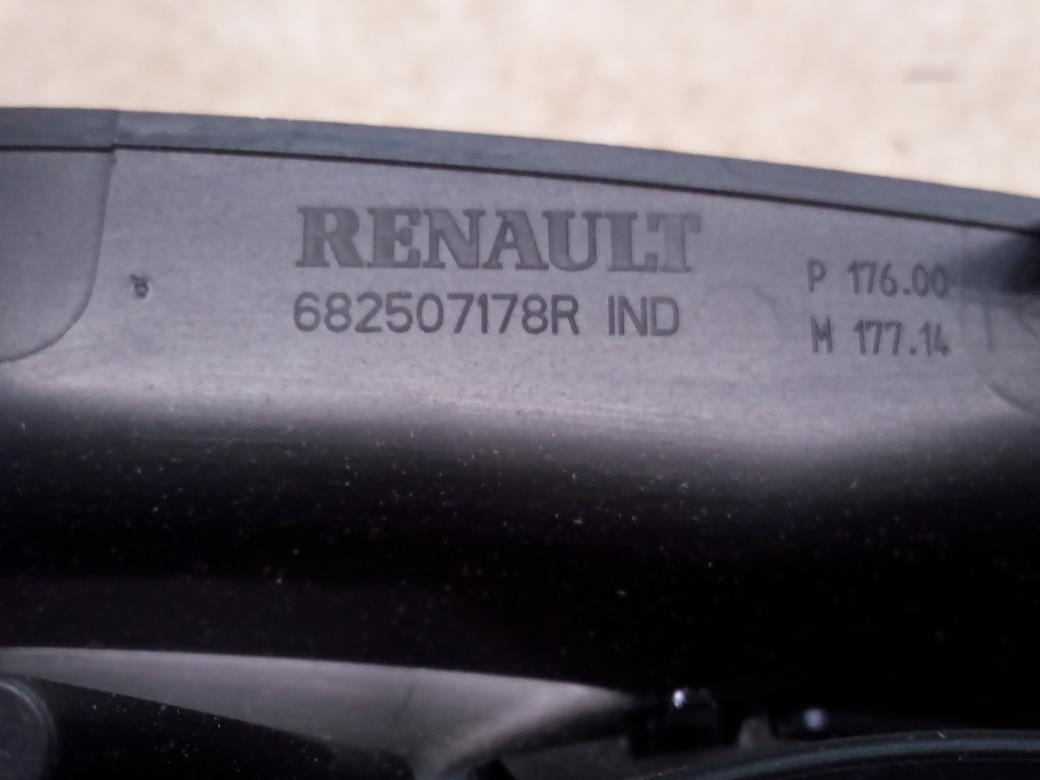 RENAULT
682507178R IND
P 176.00
M 177.14